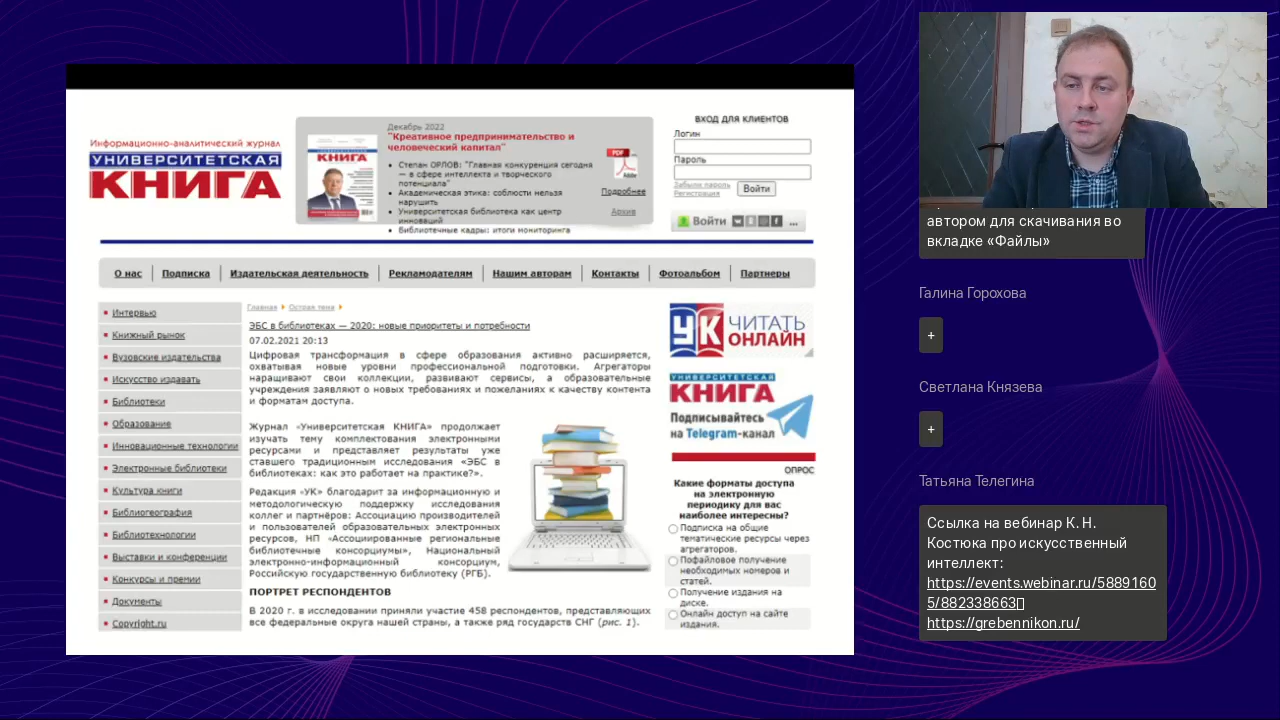 Информационно-аналитический журнал
УНИВЕРСИТЕТСКАЯ
КНИГА
Декабрь 2022
"Креативное предпринимательство и
человеческий капитал"
Степан ОРЛОВ: "Главная конкуренция сегодня
— в сфере интеллекта и творческого
потенциала"
Академическая этика: соблюсти нельзя
нарушить
Университетская библиотека как центр
инноваций
Библиотечные кадры: итоги мониторинга
PDF
Adobe
Подробнее
Архив
ВХОД ДЛЯ КЛИЕНТОВ
Логин
Пароль
Забыли пароль
Регистрация
Войти
Войти
...
О нас
Подписка
Издательская деятельность
Рекламодателям
Нашим авторам
Контакты
Фотоальбом
Партнеры
Интервью
Книжный рынок
Вузовские издательства
Искусство издавать
Библиотеки
Образование
Инновационные технологии
Электронные библиотеки
Культура книги
Библиогеография
Библиотехнологии
Выставки и конференции
Конкурсы и премии
Документы
Copyright.ru
Главная
Острая тема
ЭБС в библиотеках — 2020: новые приоритеты и потребности
07.02.2021 20:13
Цифровая трансформация в сфере образования активно расширяется,
охватывая новые уровни профессиональной подготовки. Агрегаторы
наращивают свои коллекции, развивают сервисы, а образовательные
учреждения заявляют о новых требованиях и пожеланиях к качеству контента
и форматам доступа.
Журнал «Университетская КНИГА» продолжает
изучать тему комплектования электронными
ресурсами и представляет результаты уже
ставшего традиционным исследования «ЭБС в
библиотеках: как это работает на практике?».
Редакция «УК» благодарит за информационную и
методологическую поддержку исследования
коллег и партнёров: Ассоциацию производителей
и пользователей образовательных электронных
ресурсов, НП «Ассоциированные региональные
библиотечные консорциумы», Национальный
электронно-информационный консорциум,
Российскую государственную библиотеку (РГБ).
ПОРТРЕТ РЕСПОНДЕНТОВ
В 2020 г. в исследовании приняли участие 458 респондентов, представляющих
все федеральные округа нашей страны, а также ряд государств СНГ (рис. 1).
УК ЧИТАТЬ
ОНЛАЙН
УНИВЕРСИТЕТСКАЯ
КНИГА
Подписывайтесь
на Telegram-канал
ОПРОС
Какие форматы доступа
на электронную
периодику для вас
наиболее интересны?
Подписка на общие
тематические ресурсы через
агрегаторов.
Пофайловое получение
необходимых номеров и
статей.
Получение издания на
диске.
Онлайн доступ на сайте
издания.
автором для скачивания во
вкладке «Файлы»
Галина Горохова
+
Светлана Князева
+
Татьяна Телегина
Ссылка на вебинар К. Н.
Костюка про искусственный
интеллект:
https://events.webinar.ru/5889160
5/882338663
https://grebennikon.ru/